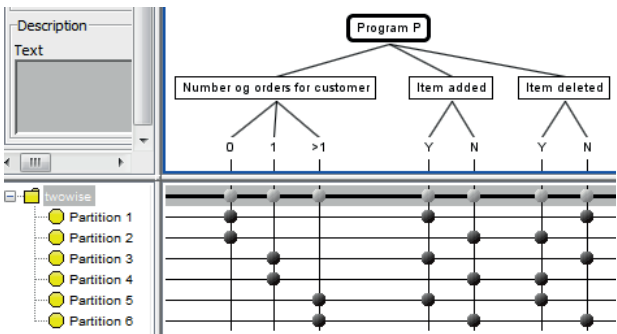 Description
Text
Program P
Number og orders for customer
Item added
Item deleted
0 1 >1 Y N Y N
twowise
Partition 1
Partition 2
Partition 3
Partition 4
Partition 5
Partition 6